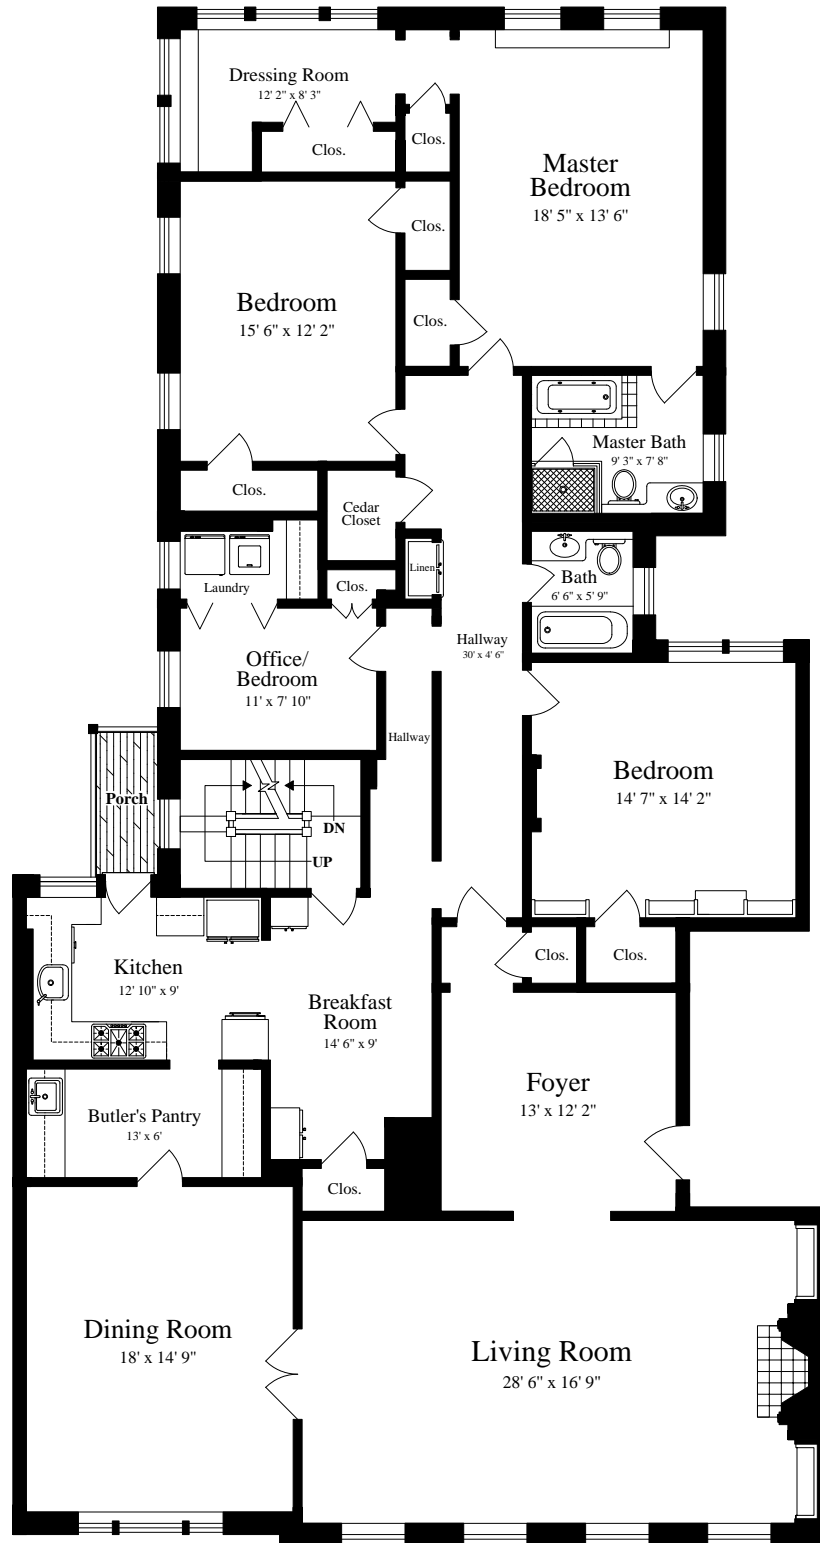 Dressing Room
12' 2" x 8' 3"
Clos.
Clos.
Master
Bedroom
18' 5" x 13' 6"
Clos.
Bedroom
15' 6" x 12' 2"
Clos.
Master Bath
9' 3" x 7' 8"
Clos.
Cedar
Closet
Linen
Bath
6' 6" x 5' 9"
Laundry
Clos.
Hallway
30' x 4' 6"
Office/
Bedroom
11' x 7' 10"
Hallway
Bedroom
14' 7" x 14' 2"
Porch
DN
UP
Kitchen
12' 10" x 9'
Clos.
Clos.
Breakfast
Room
14' 6" x 9'
Foyer
13' x 12' 2"
Butler's Pantry
13' x 6'
Clos.
Dining Room
18' x 14' 9"
Living Room
28' 6" x 16' 9"